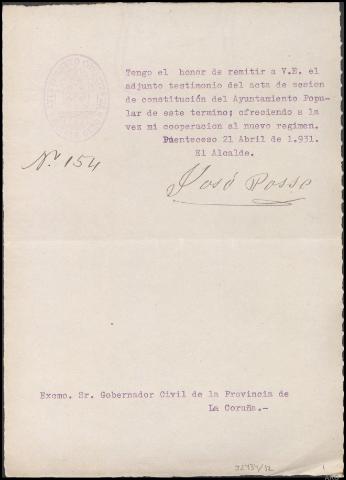 Tengo el honor de remitir a V.E. el
adjunto testimonio del acta de sesion
de constitución del Ayuntamiento Popu-
lar de este termino; ofreciendo a la
vez mi cooperacion al nuevo regimen.
Puenteceso 21 Abril de 1.931.
El Alcalde.
Nº 154
José Posse
Excmo. Sr. Gobernador Civil de la Provincia de
La Coruña.-
1